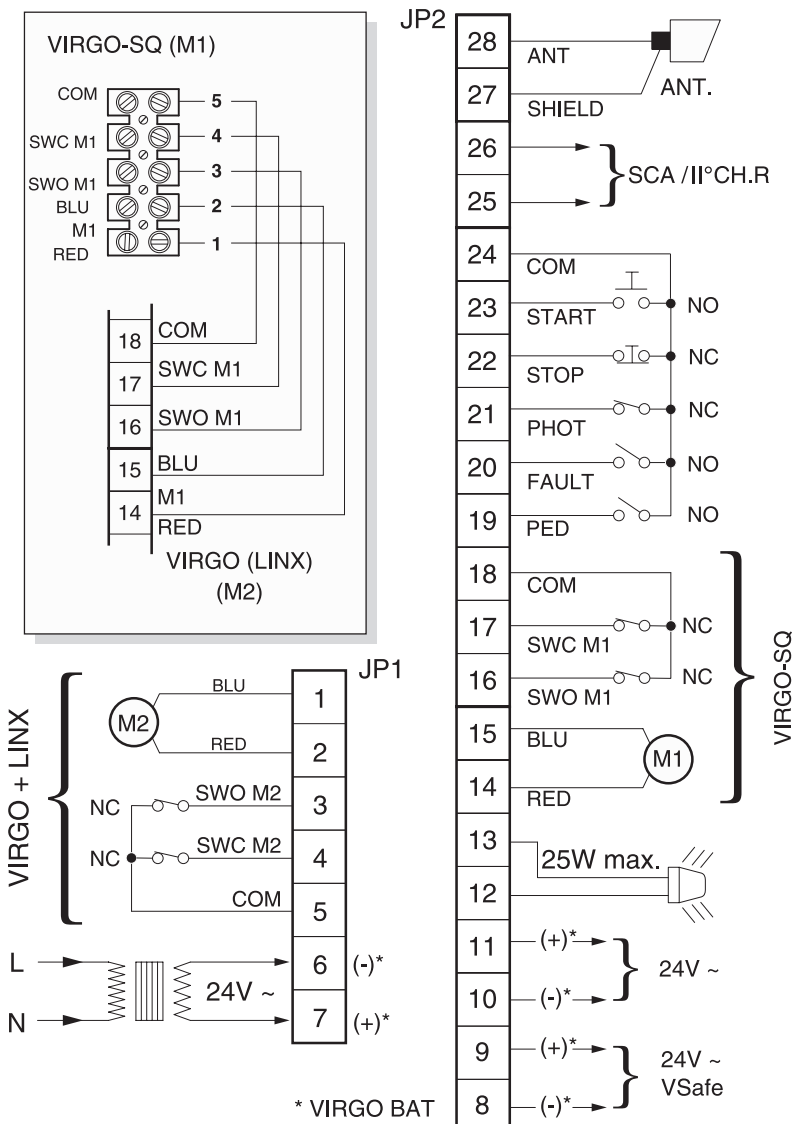 VIRGO-SQ (M1)
COM
5
SWC M1
4
SWO M1
3
BLU
2
M1
RED
1
18 COM
17 SWC M1
16 SWO M1
15 BLU
14 M1
RED
VIRGO (LINX)
(M2)
JP1
VIRGO + LINX
M2
BLU 1
RED 2
NC SWO M2 3
NC SWC M2 4
COM 5
L 24V ~ 6 (-)*
N 7 (+)*
* VIRGO BAT
JP2
28 ANT
ANT.
27 SHIELD
26
SCA /II°CH.R
25
24 COM
23 START NO
22 STOP NC
21 PHOT NC
20 FAULT NO
19 PED NO
18 COM
17 SWC M1 NC
16 SWO M1 NC
VIRGO-SQ
15 BLU
M1
14 RED
13 25W max.
12
11 (+)*
24V ~
10 (-)*
9 (+)*
24V ~
VSafe
8 (-)*